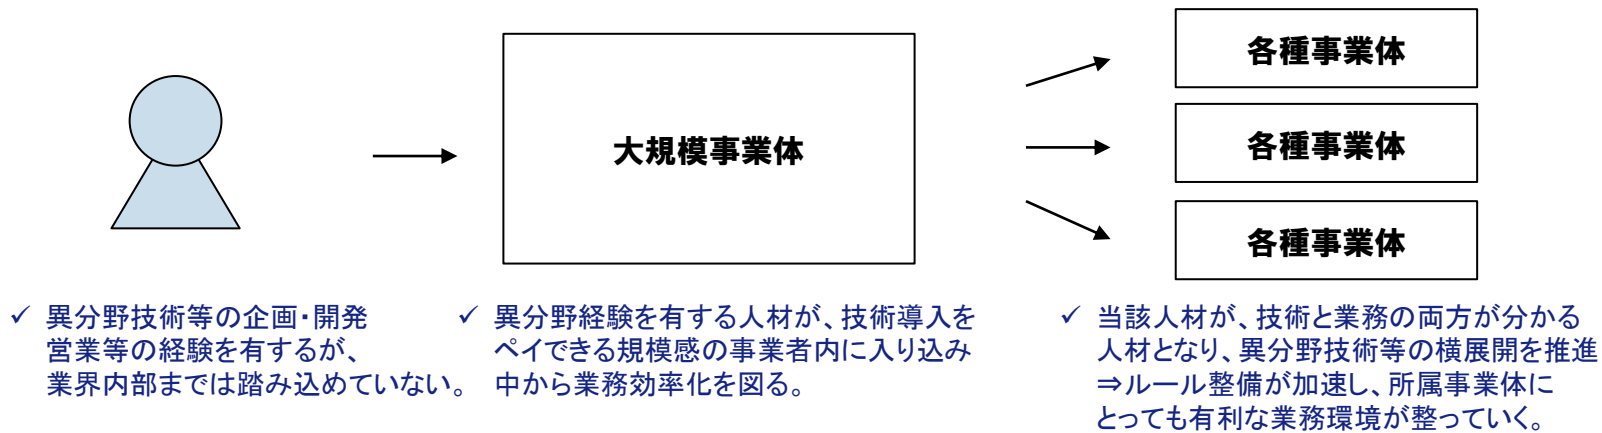 大規模事業体
各種事業体
各種事業体
各種事業体
✓ 異分野技術等の企画・開発
営業等の経験を有するが、
業界内部までは踏み込めていない。
✓ 異分野経験を有する人材が、技術導入を
ペイできる規模感の事業者内に入り込み
中から業務効率化を図る。
✓ 当該人材が、技術と業務の両方が分かる
人材となり、異分野技術等の横展開を推進
⇒ルール整備が加速し、所属事業体に
とっても有利な業務環境が整っていく。